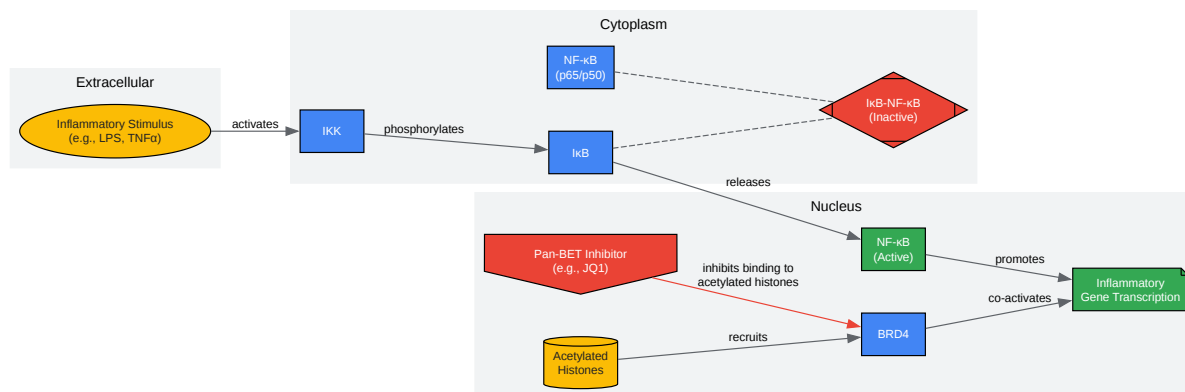 Cytoplasm
Extracellular
NF-κB
(p65/p50)
IκB-NF-κB
(Inactive)
Inflammatory Stimulus
(e.g., LPS, TNFα)
activates
IKK
phosphorylates
IκB
releases
Nucleus
NF-κB
(Active)
Pan-BET Inhibitor
(e.g., JQ1)
inhibits binding to
acetylated histones
promotes
Inflammatory
Gene Transcription
co-activates
BRD4
recruits
Acetylated
Histones